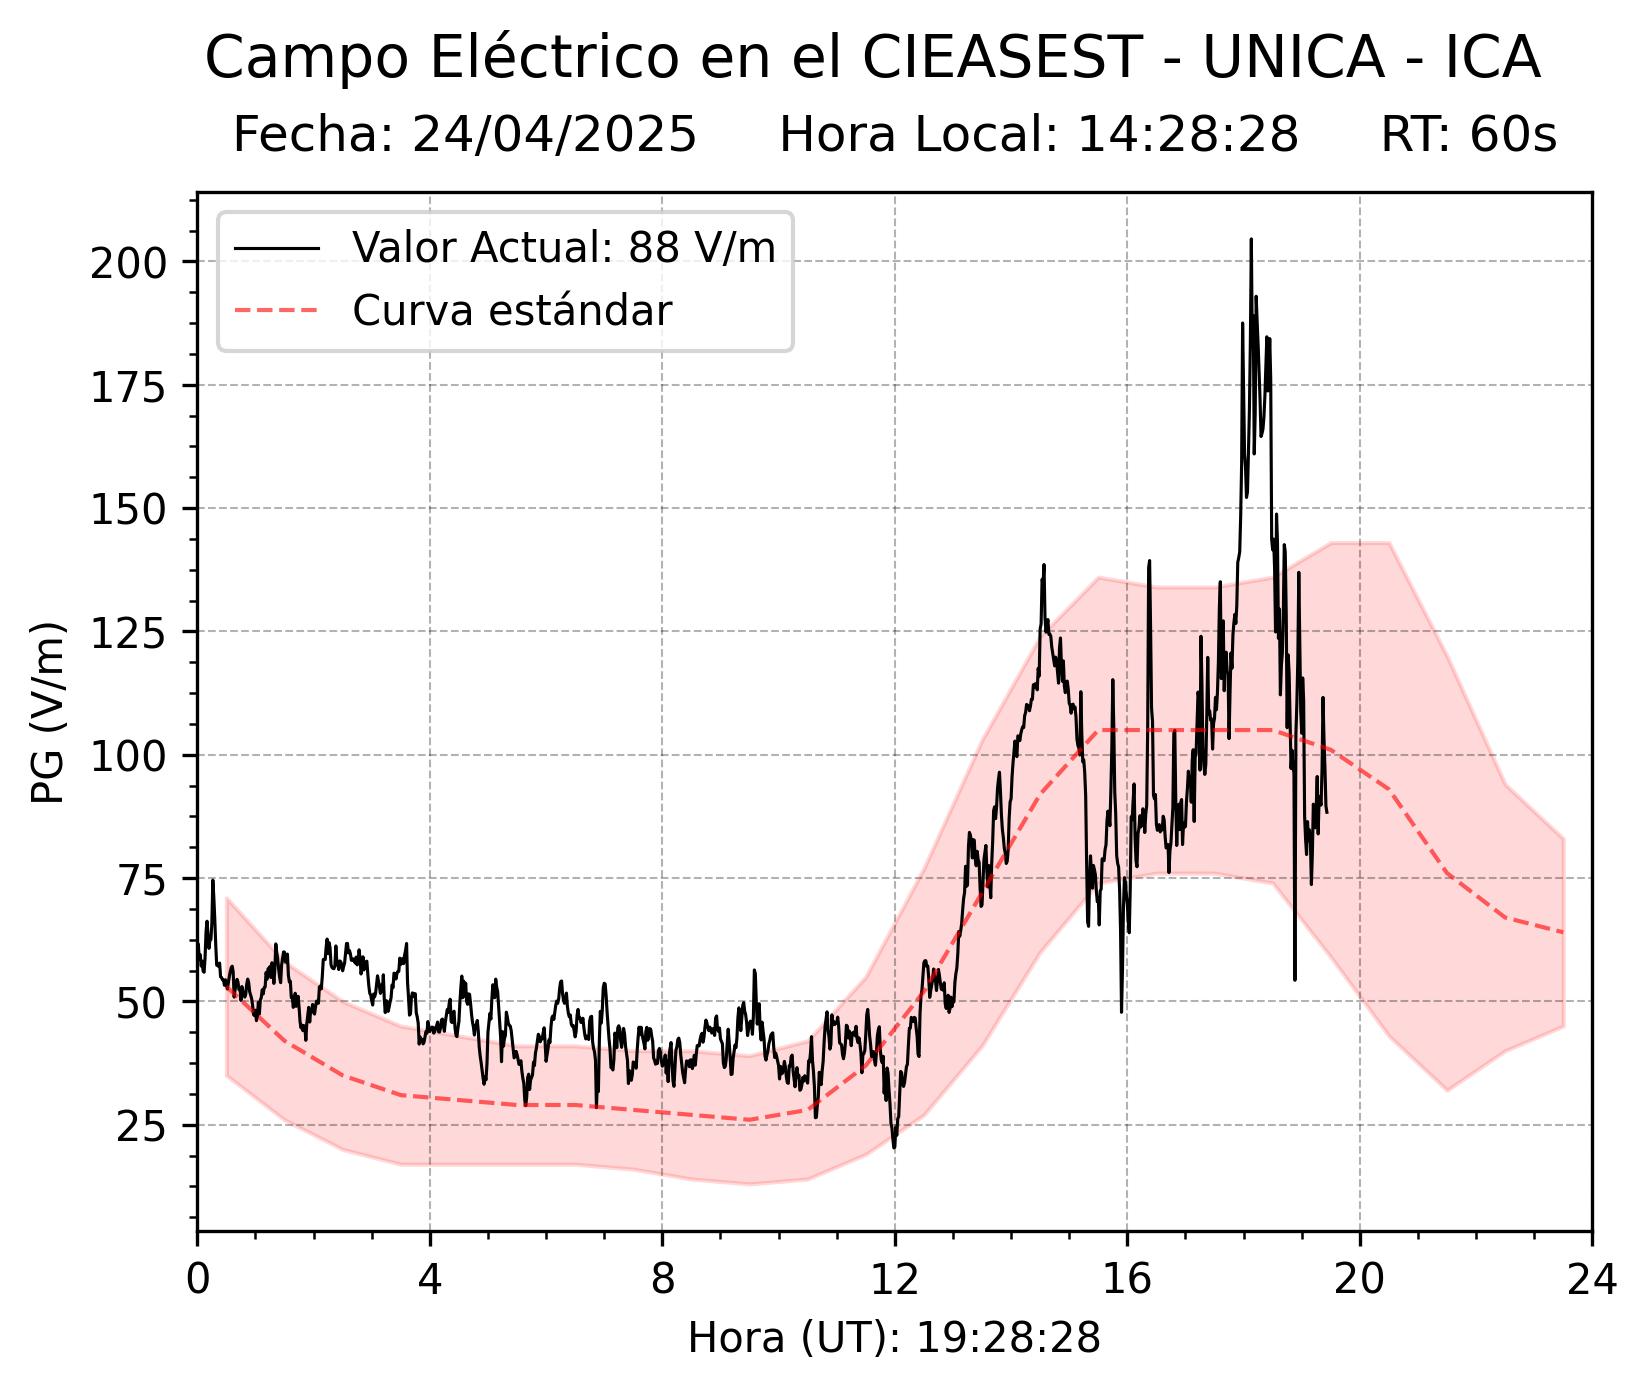 Campo Eléctrico en el CIEASEST - UNICA - ICA
Fecha: 24/04/2025 Hora Local: 14:28:28 RT: 60s
Valor Actual: 88 V/m
Curva estándar
200
175
150
125
100
75
50
25
PG (V/m)
0 4 8 12 16 20 24
Hora (UT): 19:28:28